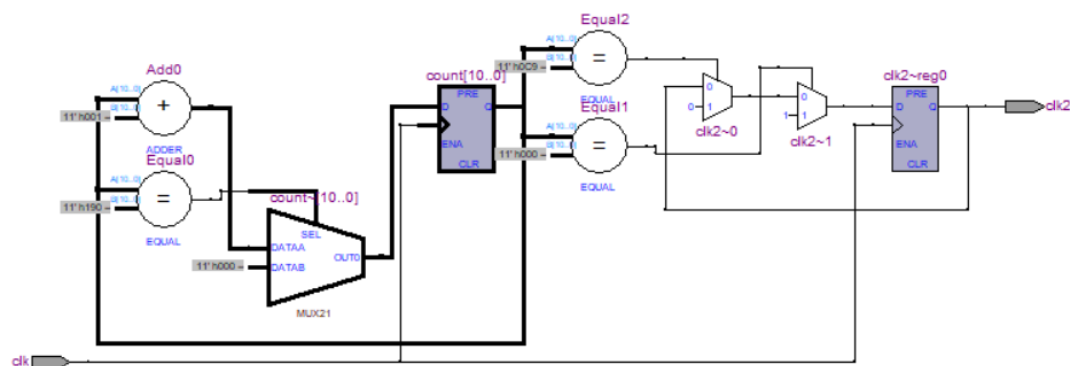 Equal2
A[10..0]
B[10..0]
11' h0C9
=
EQUAL
Add0
A[10..0]
B[10..0]
11' h001
+
ADDER
count[10..0]
PRE
D
Q
ENA
CLR
Equal1
A[10..0]
B[10..0]
11' h000
=
EQUAL
0
0
1
clk2~0
0
1
1
clk2~1
clk2~reg0
PRE
D
Q
ENA
CLR
clk2
Equal0
A[10..0]
B[10..0]
11' h190
=
EQUAL
count~[10..0]
SEL
DATAA
11' h000
DATAB
OUT0
MUX21
clk